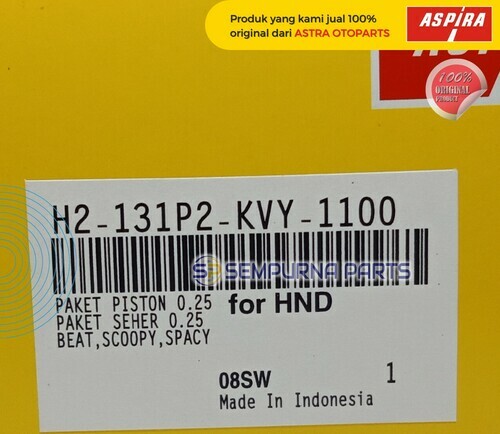 Produk yang kami jual 100%
original dari ASTRA OTOPARTS
ASPIRA
100%
ORIGINAL
PRODUCT
H2-131P2-KVY-1100
SP SEMPURNA PARTS
PAKET PISTON 0.25 for HND
PAKET SEHER 0.25
BEAT,SCOOPY,SPACY
08SW 1
Made In Indonesia